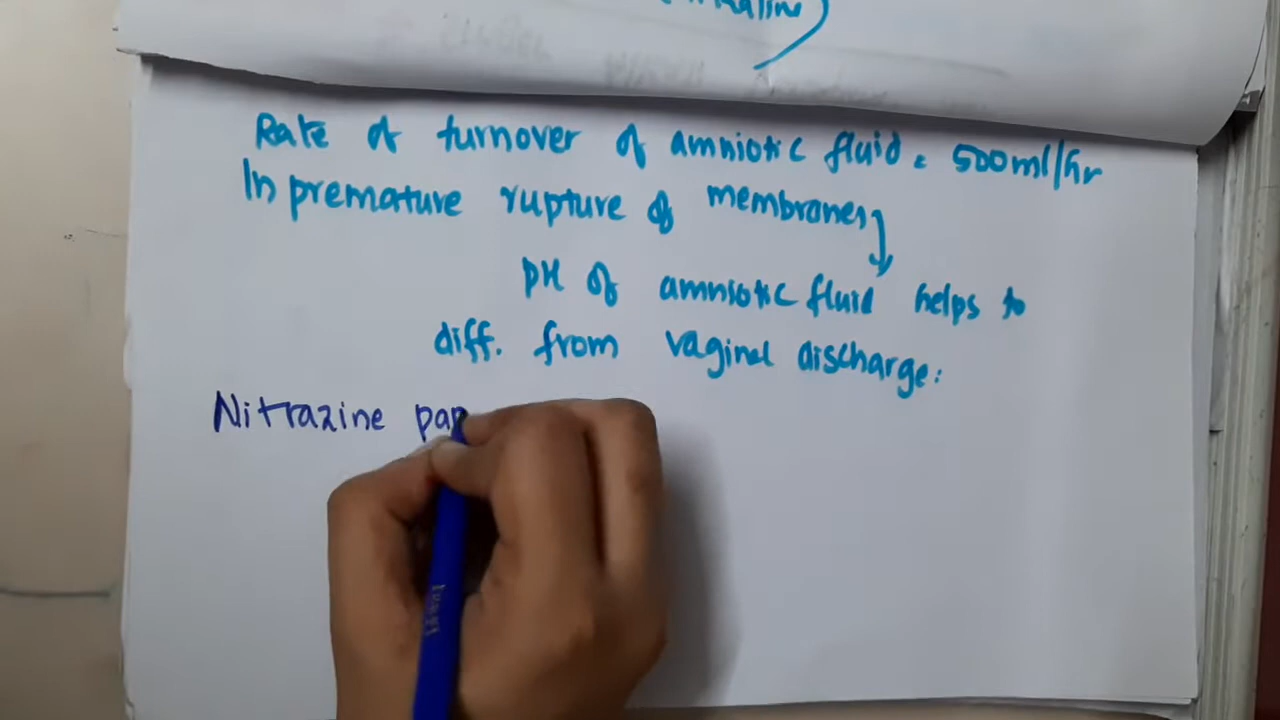 Rate of turnover of amniotic fluid = 500ml/hr
In premature rupture of membranes,
pH of amniotic fluid helps to
diff. from vaginal discharge:
Nitrazine pap